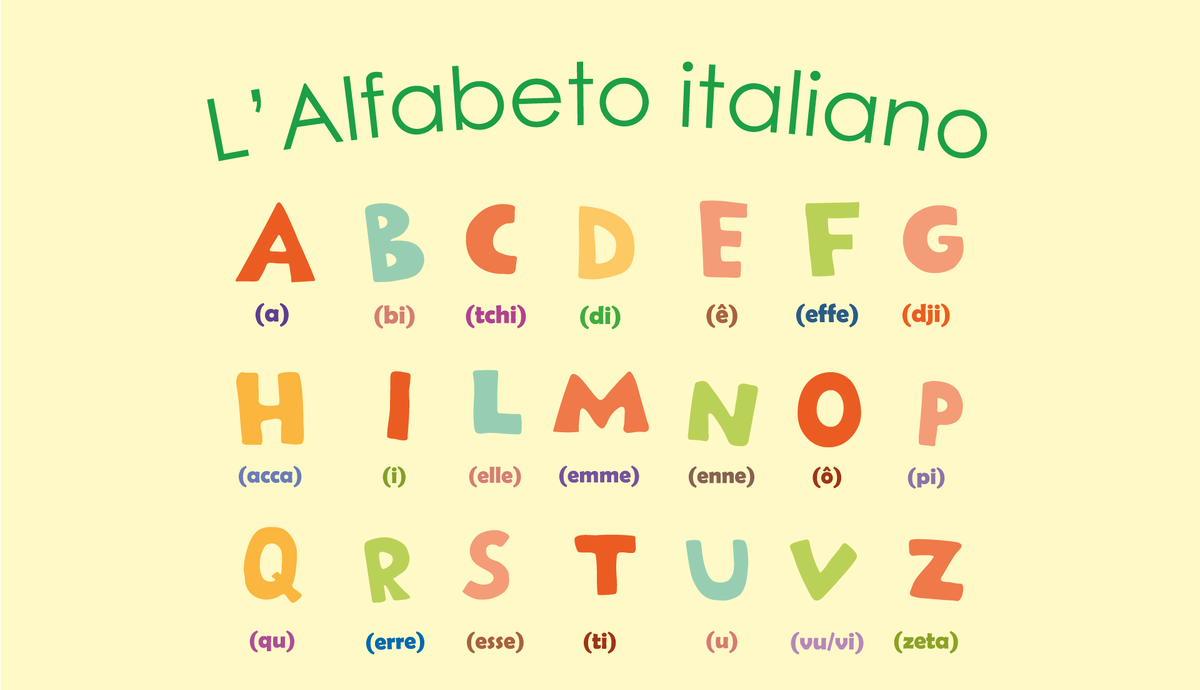 L'Alfabeto italiano
A B C D E F G
(a) (bi) (tchi) (di) (ê) (effe) (dji)
H I L M N O P
(acca) (i) (elle) (emme) (enne) (ô) (pi)
Q R S T U V Z
(qu) (erre) (esse) (ti) (u) (vu/vi) (zeta)